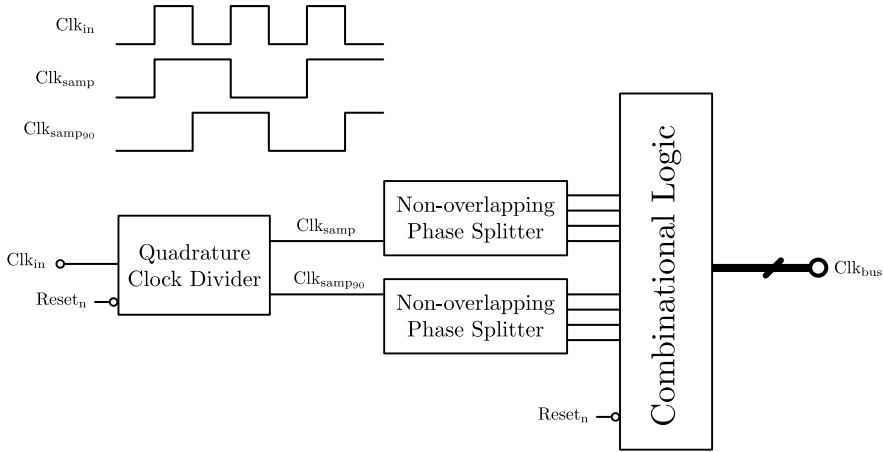 Clk_in
Clk_samp
Clk_samp90
Non-overlapping
Phase Splitter
Clk_samp
Quadrature
Clock Divider
Clk_in
Reset_n
Clk_samp90
Non-overlapping
Phase Splitter
Combinational Logic
Reset_n
Clk_bus